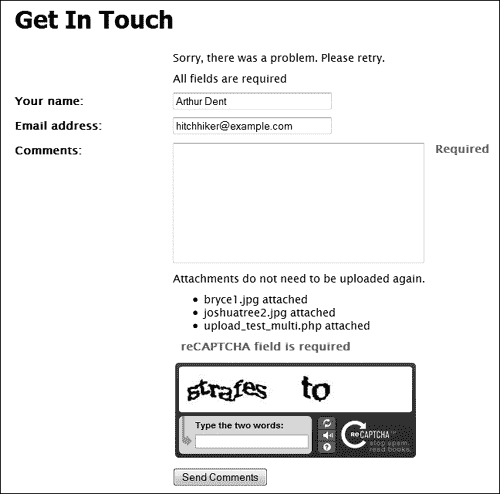 Get In Touch
Sorry, there was a problem. Please retry.
All fields are required
Your name:
Arthur Dent
Email address:
hitchhiker@example.com
Comments:
Required
Attachments do not need to be uploaded again.
• bryce1.jpg attached
• joshuatree2.jpg attached
• upload_test_multi.php attached
reCAPTCHA field is required
strafes to
Type the two words:
?
reCAPTCHA™
stop spam.
read books.
Send Comments